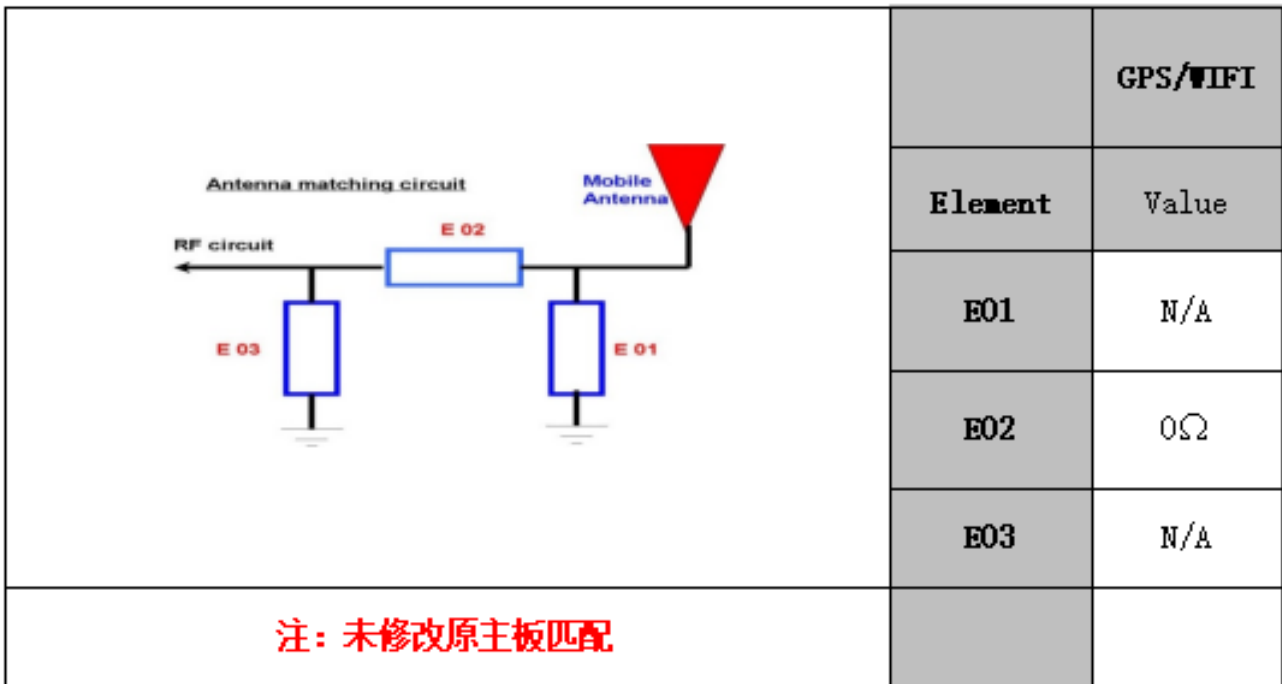 GPS/WIFI
Antenna matching circuit
Mobile
Antenna
Element
Value
E 02
RF circuit
E01
N/A
E 03
E 01
E02
0Ω
E03
N/A
注：未修改原主板匹配